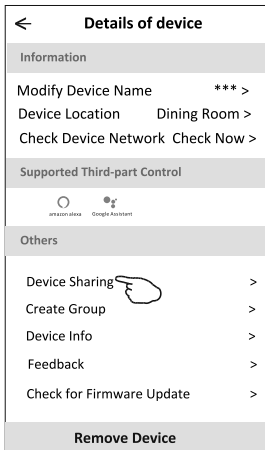 Details of device
Information
Modify Device Name *** >
Device Location Dining Room >
Check Device Network Check Now >
Supported Third-part Control
amazon alexa Google Assistant
Others
Device Sharing >
Create Group >
Device Info >
Feedback >
Check for Firmware Update >
Remove Device